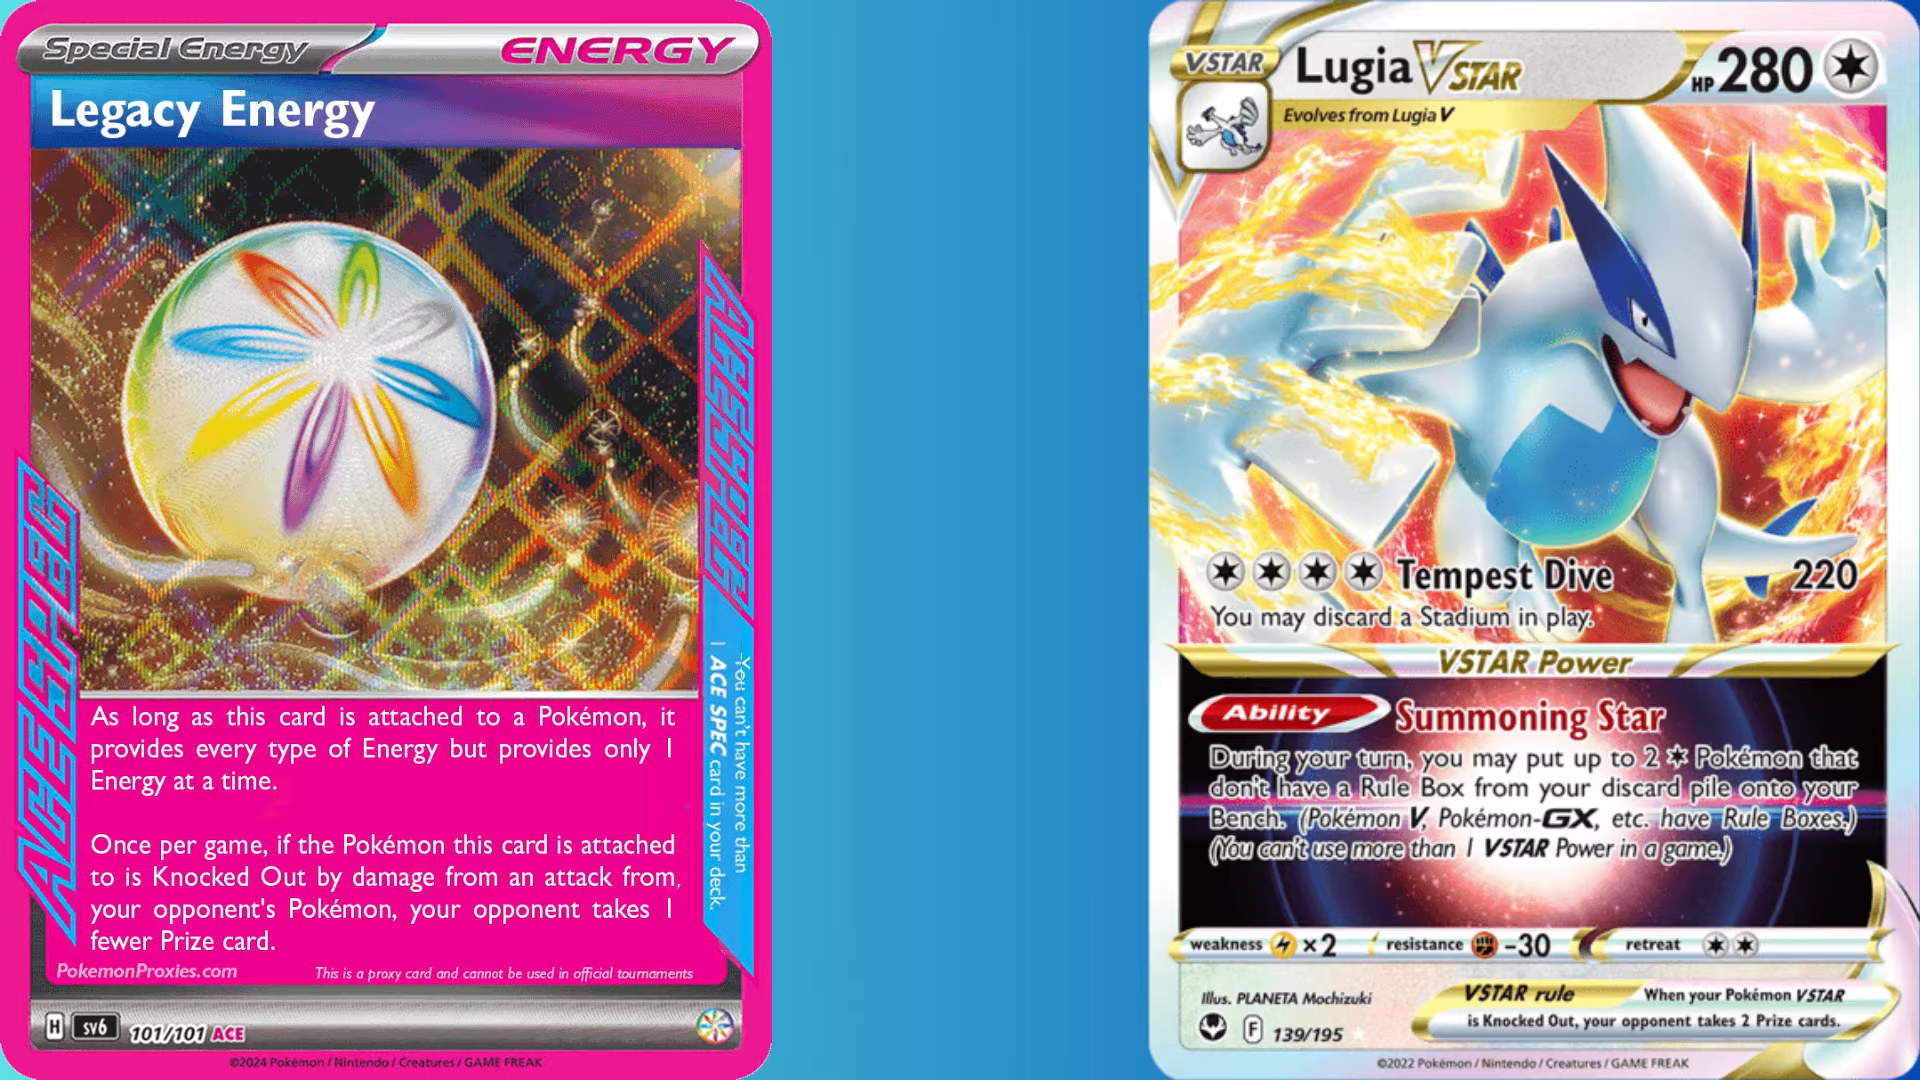 Special Energy
ENERGY
Legacy Energy
ACE SPEC
ACE SPEC
As long as this card is attached to a Pokémon, it
provides every type of Energy but provides only 1
Energy at a time.
Once per game, if the Pokémon this card is attached
to is Knocked Out by damage from an attack from
your opponent's Pokémon, your opponent takes 1
fewer Prize card.
You can't have more than
1 ACE SPEC card in your deck.
PokemonProxies.com
This is a proxy card and cannot be used in official tournaments
H
SV6
101/101 ACE
©2024 Pokémon / Nintendo / Creatures / GAME FREAK
VSTAR
Lugia VSTAR
HP 280
Evolves from Lugia V
Tempest Dive 220
You may discard a Stadium in play.
VSTAR Power
Ability Summoning Star
During your turn, you may put up to 2 Pokémon that
don't have a Rule Box from your discard pile onto your
Bench. (Pokémon V, Pokémon-GX, etc. have Rule Boxes.)
(You can't use more than 1 VSTAR Power in a game.)
weakness ×2 resistance -30 retreat
Illus. PLANETA Mochizuki
F 139/195
VSTAR rule When your Pokémon VSTAR
is Knocked Out, your opponent takes 2 Prize cards.
©2022 Pokémon / Nintendo / Creatures / GAME FREAK